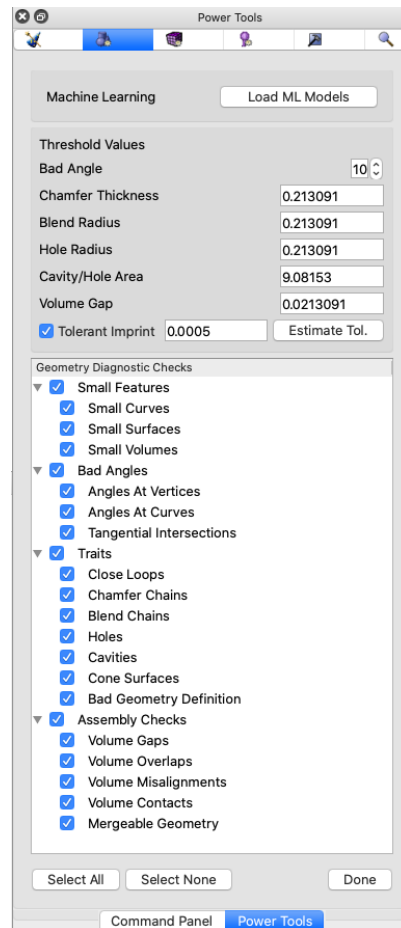 Power Tools
Machine Learning Load ML Models
Threshold Values
Bad Angle 10
Chamfer Thickness 0.213091
Blend Radius 0.213091
Hole Radius 0.213091
Cavity/Hole Area 9.08153
Volume Gap 0.0213091
Tolerant Imprint 0.0005 Estimate Tol.
Geometry Diagnostic Checks
Small Features
Small Curves
Small Surfaces
Small Volumes
Bad Angles
Angles At Vertices
Angles At Curves
Tangential Intersections
Traits
Close Loops
Chamfer Chains
Blend Chains
Holes
Cavities
Cone Surfaces
Bad Geometry Definition
Assembly Checks
Volume Gaps
Volume Overlaps
Volume Misalignments
Volume Contacts
Mergeable Geometry
Select All Select None Done
Command Panel Power Tools